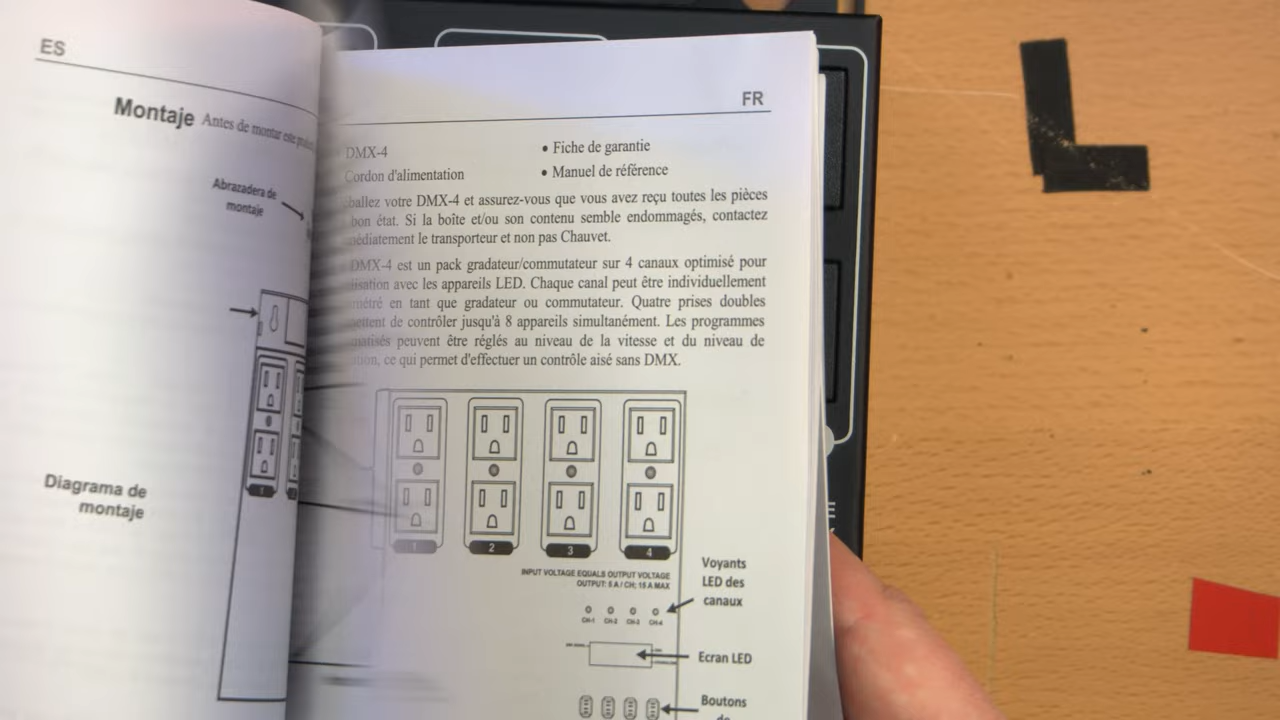 ES
Montaje Antes de montar este
Abrazadera de
montaje
Diagrama de
montaje
FR
DMX-4
• Fiche de garantie
Cordon d'alimentation
• Manuel de référence
votre DMX-4 et assurez-vous que vous avez reçu toutes les pièces
bon état. Si la boîte et/ou son contenu semble endommagés, contactez
le transporteur et non pas Chauvet.
DMX-4 est un pack gradateur/commutateur sur 4 canaux optimisé pour
avec les appareils LED. Chaque canal peut être individuellement
en tant que gradateur ou commutateur. Quatre prises doubles
de contrôler jusqu'à 8 appareils simultanément. Les programmes
peuvent être réglés au niveau de la vitesse et du niveau de
ce qui permet d'effectuer un contrôle aisé sans DMX.
1 2 3 4
INPUT VOLTAGE EQUALS OUTPUT VOLTAGE
OUTPUT: 5 A / CH; 15 A MAX
Voyants
LED des
canaux
CH-1 CH-2 CH-3 CH-4
Ecran LED
Boutons
de